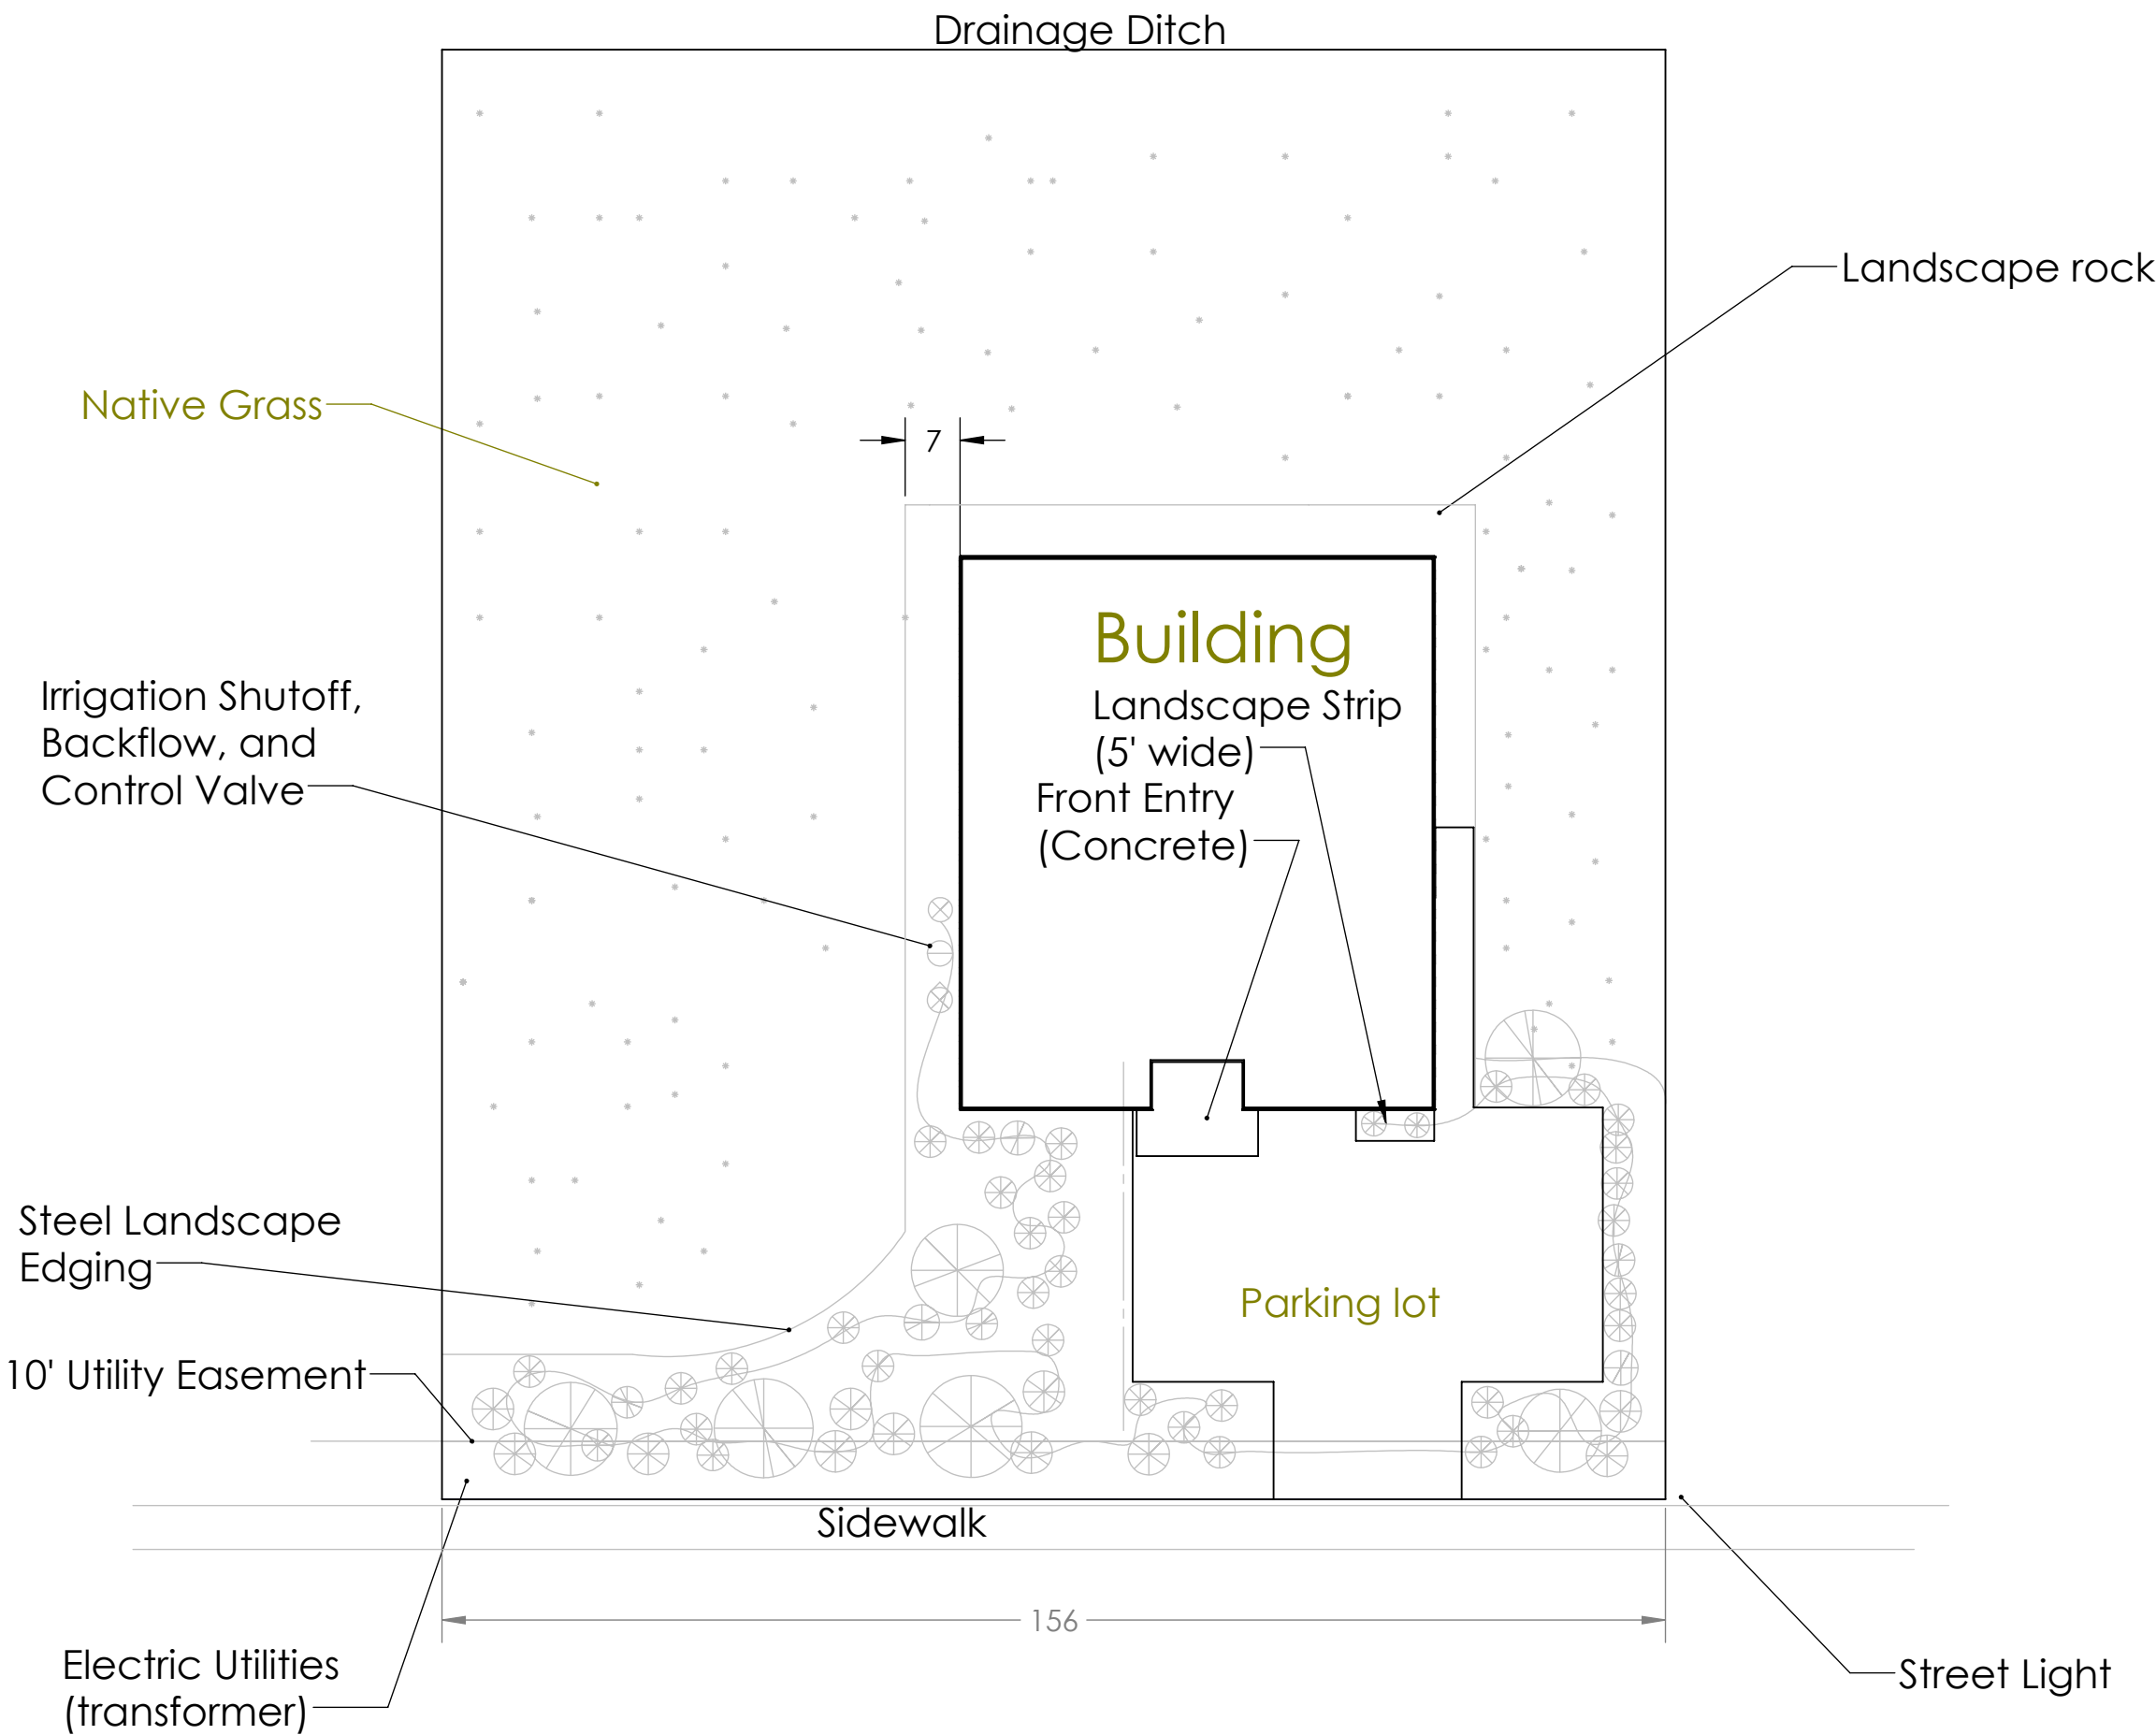 Drainage Ditch
Landscape rock
Native Grass
7
Building
Irrigation Shutoff,
Backflow, and
Control Valve
Landscape Strip
(5' wide)
Front Entry
(Concrete)
Steel Landscape
Edging
Parking lot
10' Utility Easement
Sidewalk
156
Electric Utilities
(transformer)
Street Light